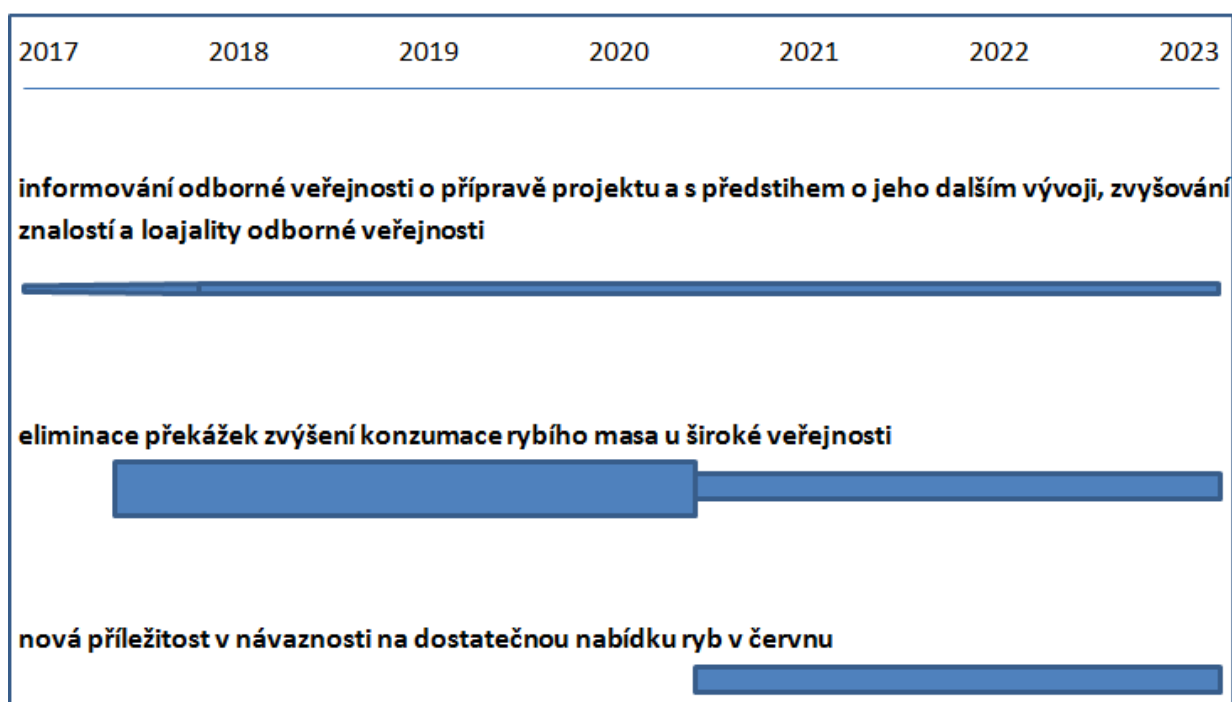 2017 2018 2019 2020 2021 2022 2023
informování odborné veřejnosti o přípravě projektu a s předstihem o jeho dalším vývoji, zvyšování
znalostí a loajality odborné veřejnosti
eliminace překážek zvýšení konzumace rybího masa u široké veřejnosti
nová příležitost v návaznosti na dostatečnou nabídku ryb v červnu